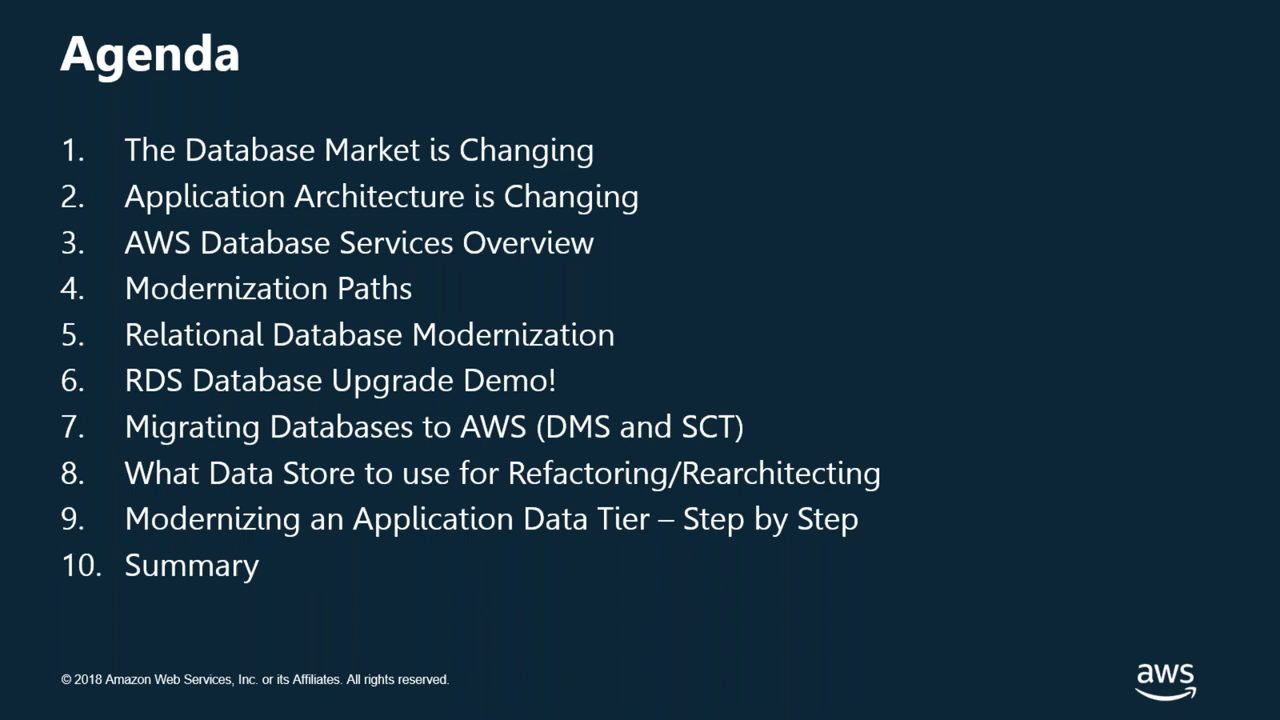 Agenda
1. The Database Market is Changing
2. Application Architecture is Changing
3. AWS Database Services Overview
4. Modernization Paths
5. Relational Database Modernization
6. RDS Database Upgrade Demo!
7. Migrating Databases to AWS (DMS and SCT)
8. What Data Store to use for Refactoring/Rearchitecting
9. Modernizing an Application Data Tier – Step by Step
10. Summary
© 2018 Amazon Web Services, Inc. or its Affiliates. All rights reserved.
aws